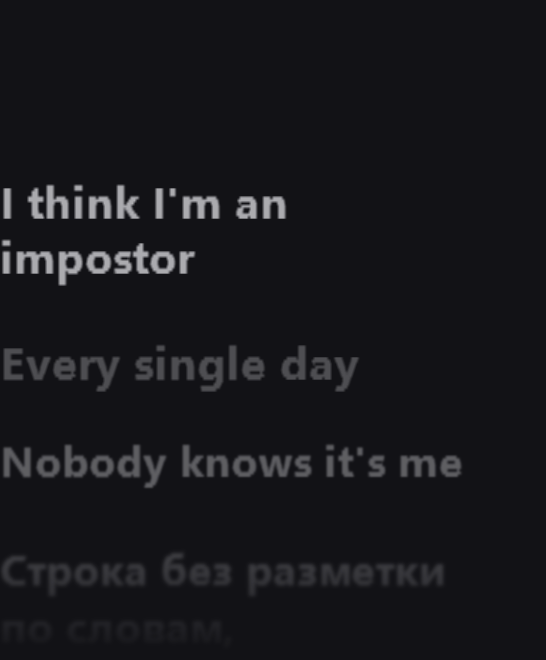 I think I'm an
impostor
Every single day
Nobody knows it's me
Строка без разметки
по словам,